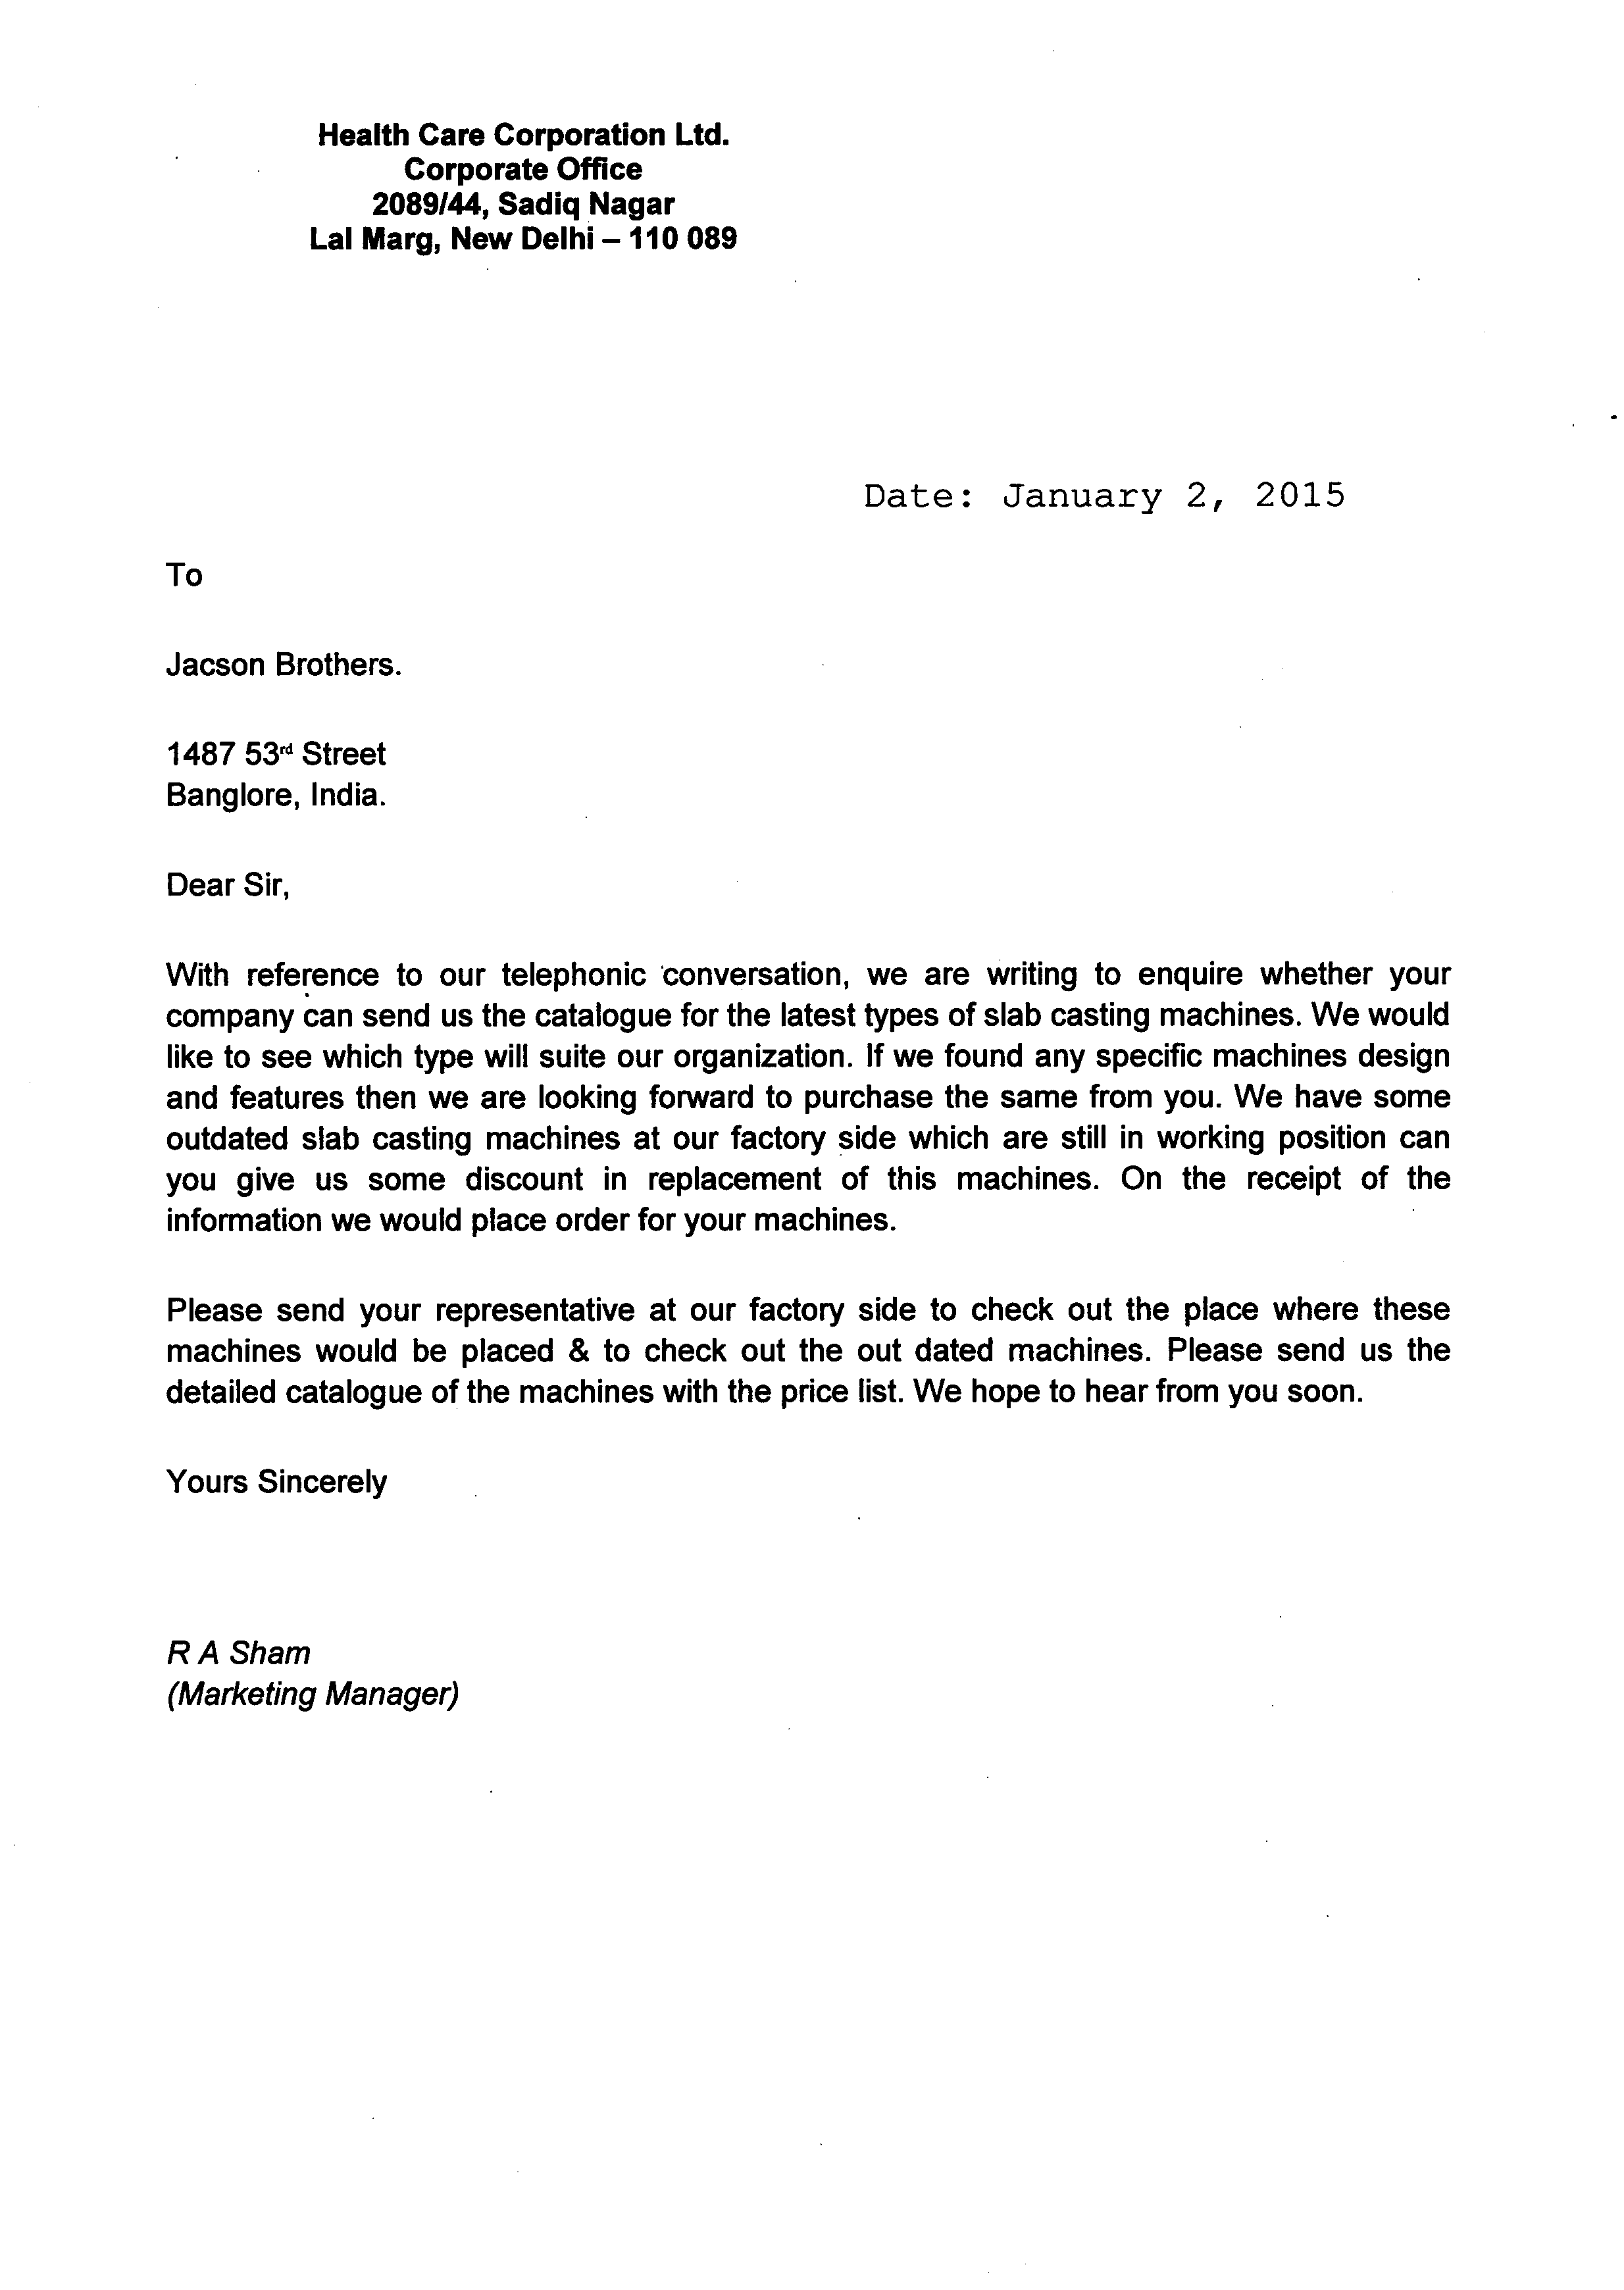 Health Care Corporation Ltd.
Corporate Office
2089/44, Sadiq Nagar
Lal Marg, New Delhi – 110 089
Date: January 2, 2015
To
Jacson Brothers.
1487 53rd Street
Banglore, India.
Dear Sir,
With reference to our telephonic conversation, we are writing to enquire whether your
company can send us the catalogue for the latest types of slab casting machines. We would
like to see which type will suite our organization. If we found any specific machines design
and features then we are looking forward to purchase the same from you. We have some
outdated slab casting machines at our factory side which are still in working position can
you give us some discount in replacement of this machines. On the receipt of the
information we would place order for your machines.
Please send your representative at our factory side to check out the place where these
machines would be placed & to check out the out dated machines. Please send us the
detailed catalogue of the machines with the price list. We hope to hear from you soon.
Yours Sincerely
R A Sham
(Marketing Manager)